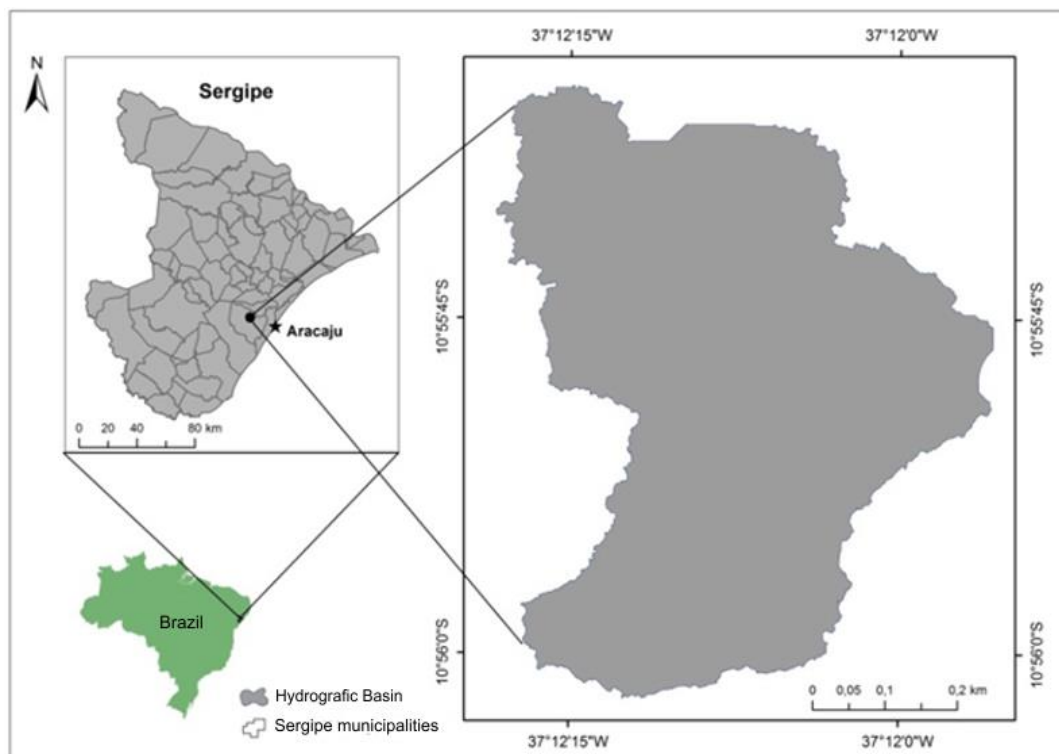 37°12'15"W
37°12'0"W
N
Sergipe
Aracaju
0 20 40 80 km
10°55'45"S
10°55'45"S
10°56'0"S
10°56'0"S
Brazil
Hydrografic Basin
Sergipe municipalities
0 0,05 0,1 0,2 km
37°12'15"W
37°12'0"W